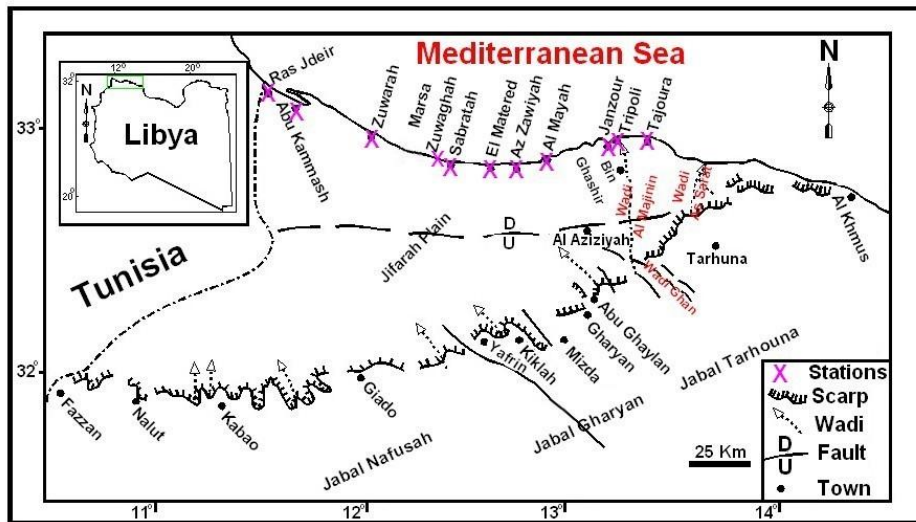 Mediterranean Sea
N
12°
20°
32°
N
Libya
20°
33°
32°
Ras Jdeir
Abu Kammash
Zuwarah
Marsa
Zuwaghah
Sabratah
El Matered
Az Zawiyah
Al Mayah
Janzour
Tripoli
Tajoura
Bin
Ghashir
Wadi
Al Majinin
Wadi
As Sarat
Al Khmus
D
U
Al Aziziyah
Jifarah Plain
Tarhuna
Wadi Ghan
Tunisia
Abu Ghaylan
Gharyan
Mizda
Kiklah
Yafrin
Giado
Kabao
Nalut
Fazzan
Jabal Tarhouna
Jabal Gharyan
Jabal Nafusah
25 Km
X Stations
Scarp
Wadi
D
U
Fault
Town
11°
12°
13°
14°